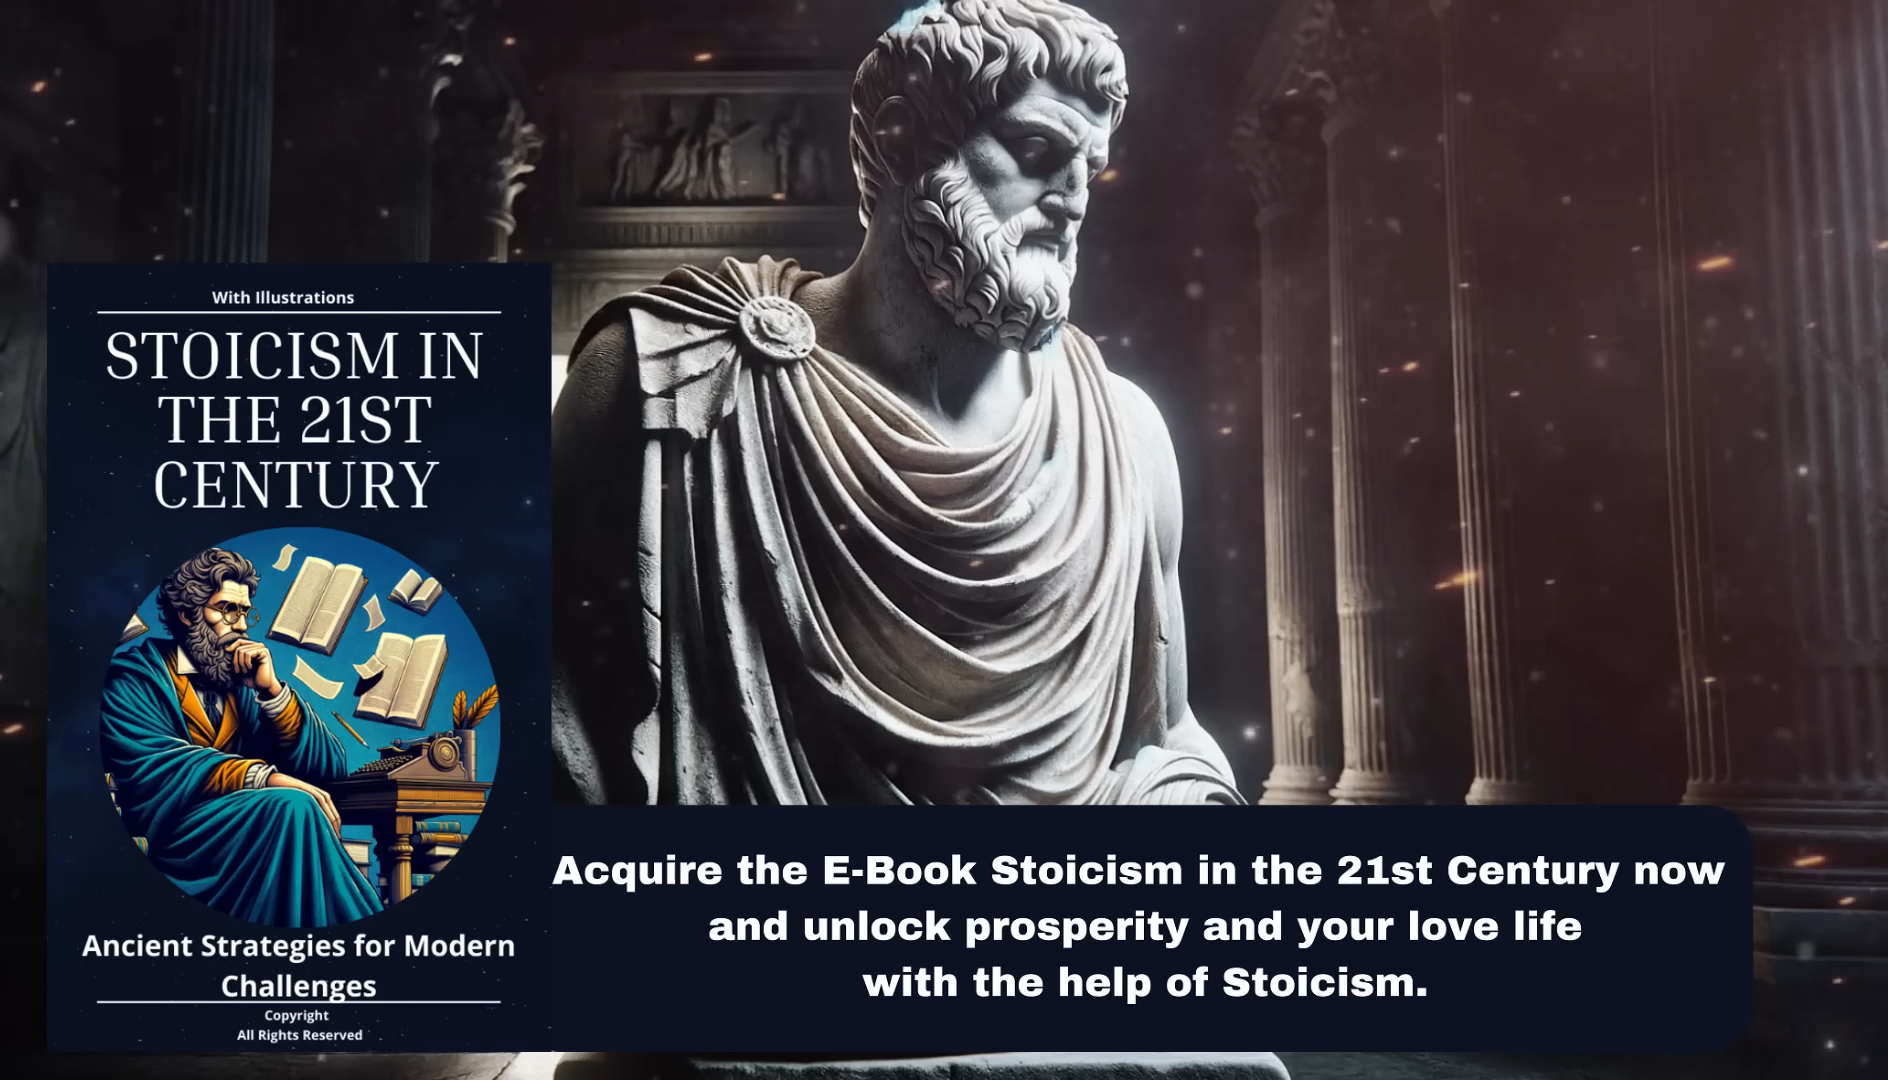 With Illustrations
STOICISM IN
THE 21ST
CENTURY
Ancient Strategies for Modern
Challenges
Copyright
All Rights Reserved
Acquire the E-Book Stoicism in the 21st Century now
and unlock prosperity and your love life
with the help of Stoicism.